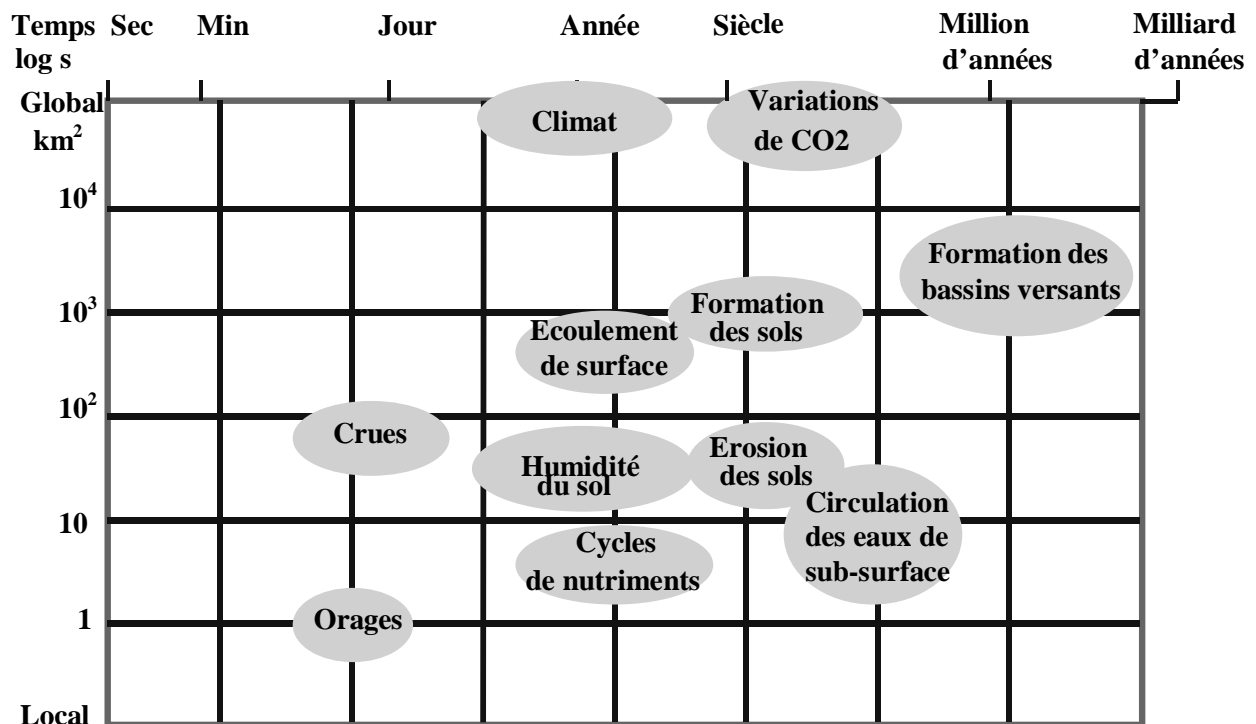 Temps Sec Min Jour Année Siècle Million Milliard
log s d'années d'années
Global
km²
Climat
Variations
de CO2
10⁴
Formation des
bassins versants
10³
Formation
des sols
Ecoulement
de surface
10²
Crues
Humidité
du sol
Erosion
des sols
10
Circulation
des eaux de
sub-surface
Cycles
de nutriments
1
Orages
Local